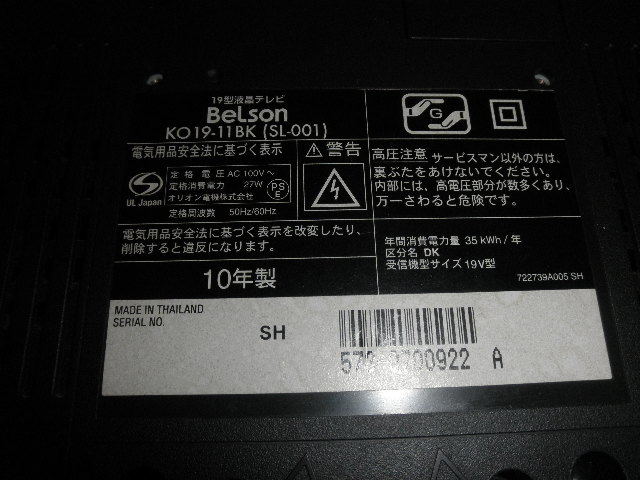 19型液晶テレビ
Belson
KO19-11BK (SL-001)
電気用品安全法に基づく表示
UL Japan
定格電圧 AC 100V~
定格消費電力 27W
オリオン電機株式会社
定格周波数 50Hz/60Hz
PS
E
電気用品安全法に基づく表示を改変したり、
削除すると違反になります。
10年製
警告
G
高圧注意 サービスマン以外の方は、
裏ぶたをあけないでください。
内部には、高電圧部分が数多くあり、
万一さわると危険です。
年間消費電力量 35 kWh/年
区分名 DK
受信機型サイズ 19V型
722739A005 SH
MADE IN THAILAND
SERIAL NO.
SH
700922 A